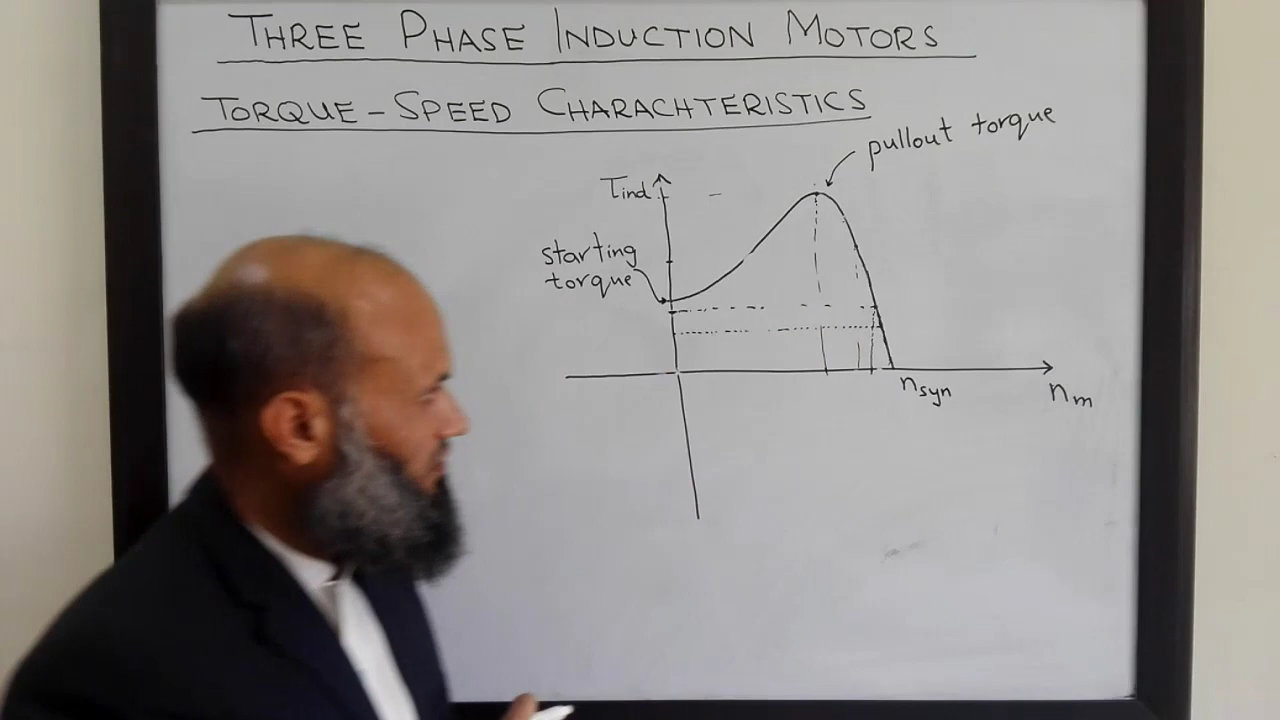 THREE PHASE INDUCTION MOTORS
TORQUE-SPEED CHARACHTERISTICS
pullout torque
Tind
starting
torque
nsyn
nm